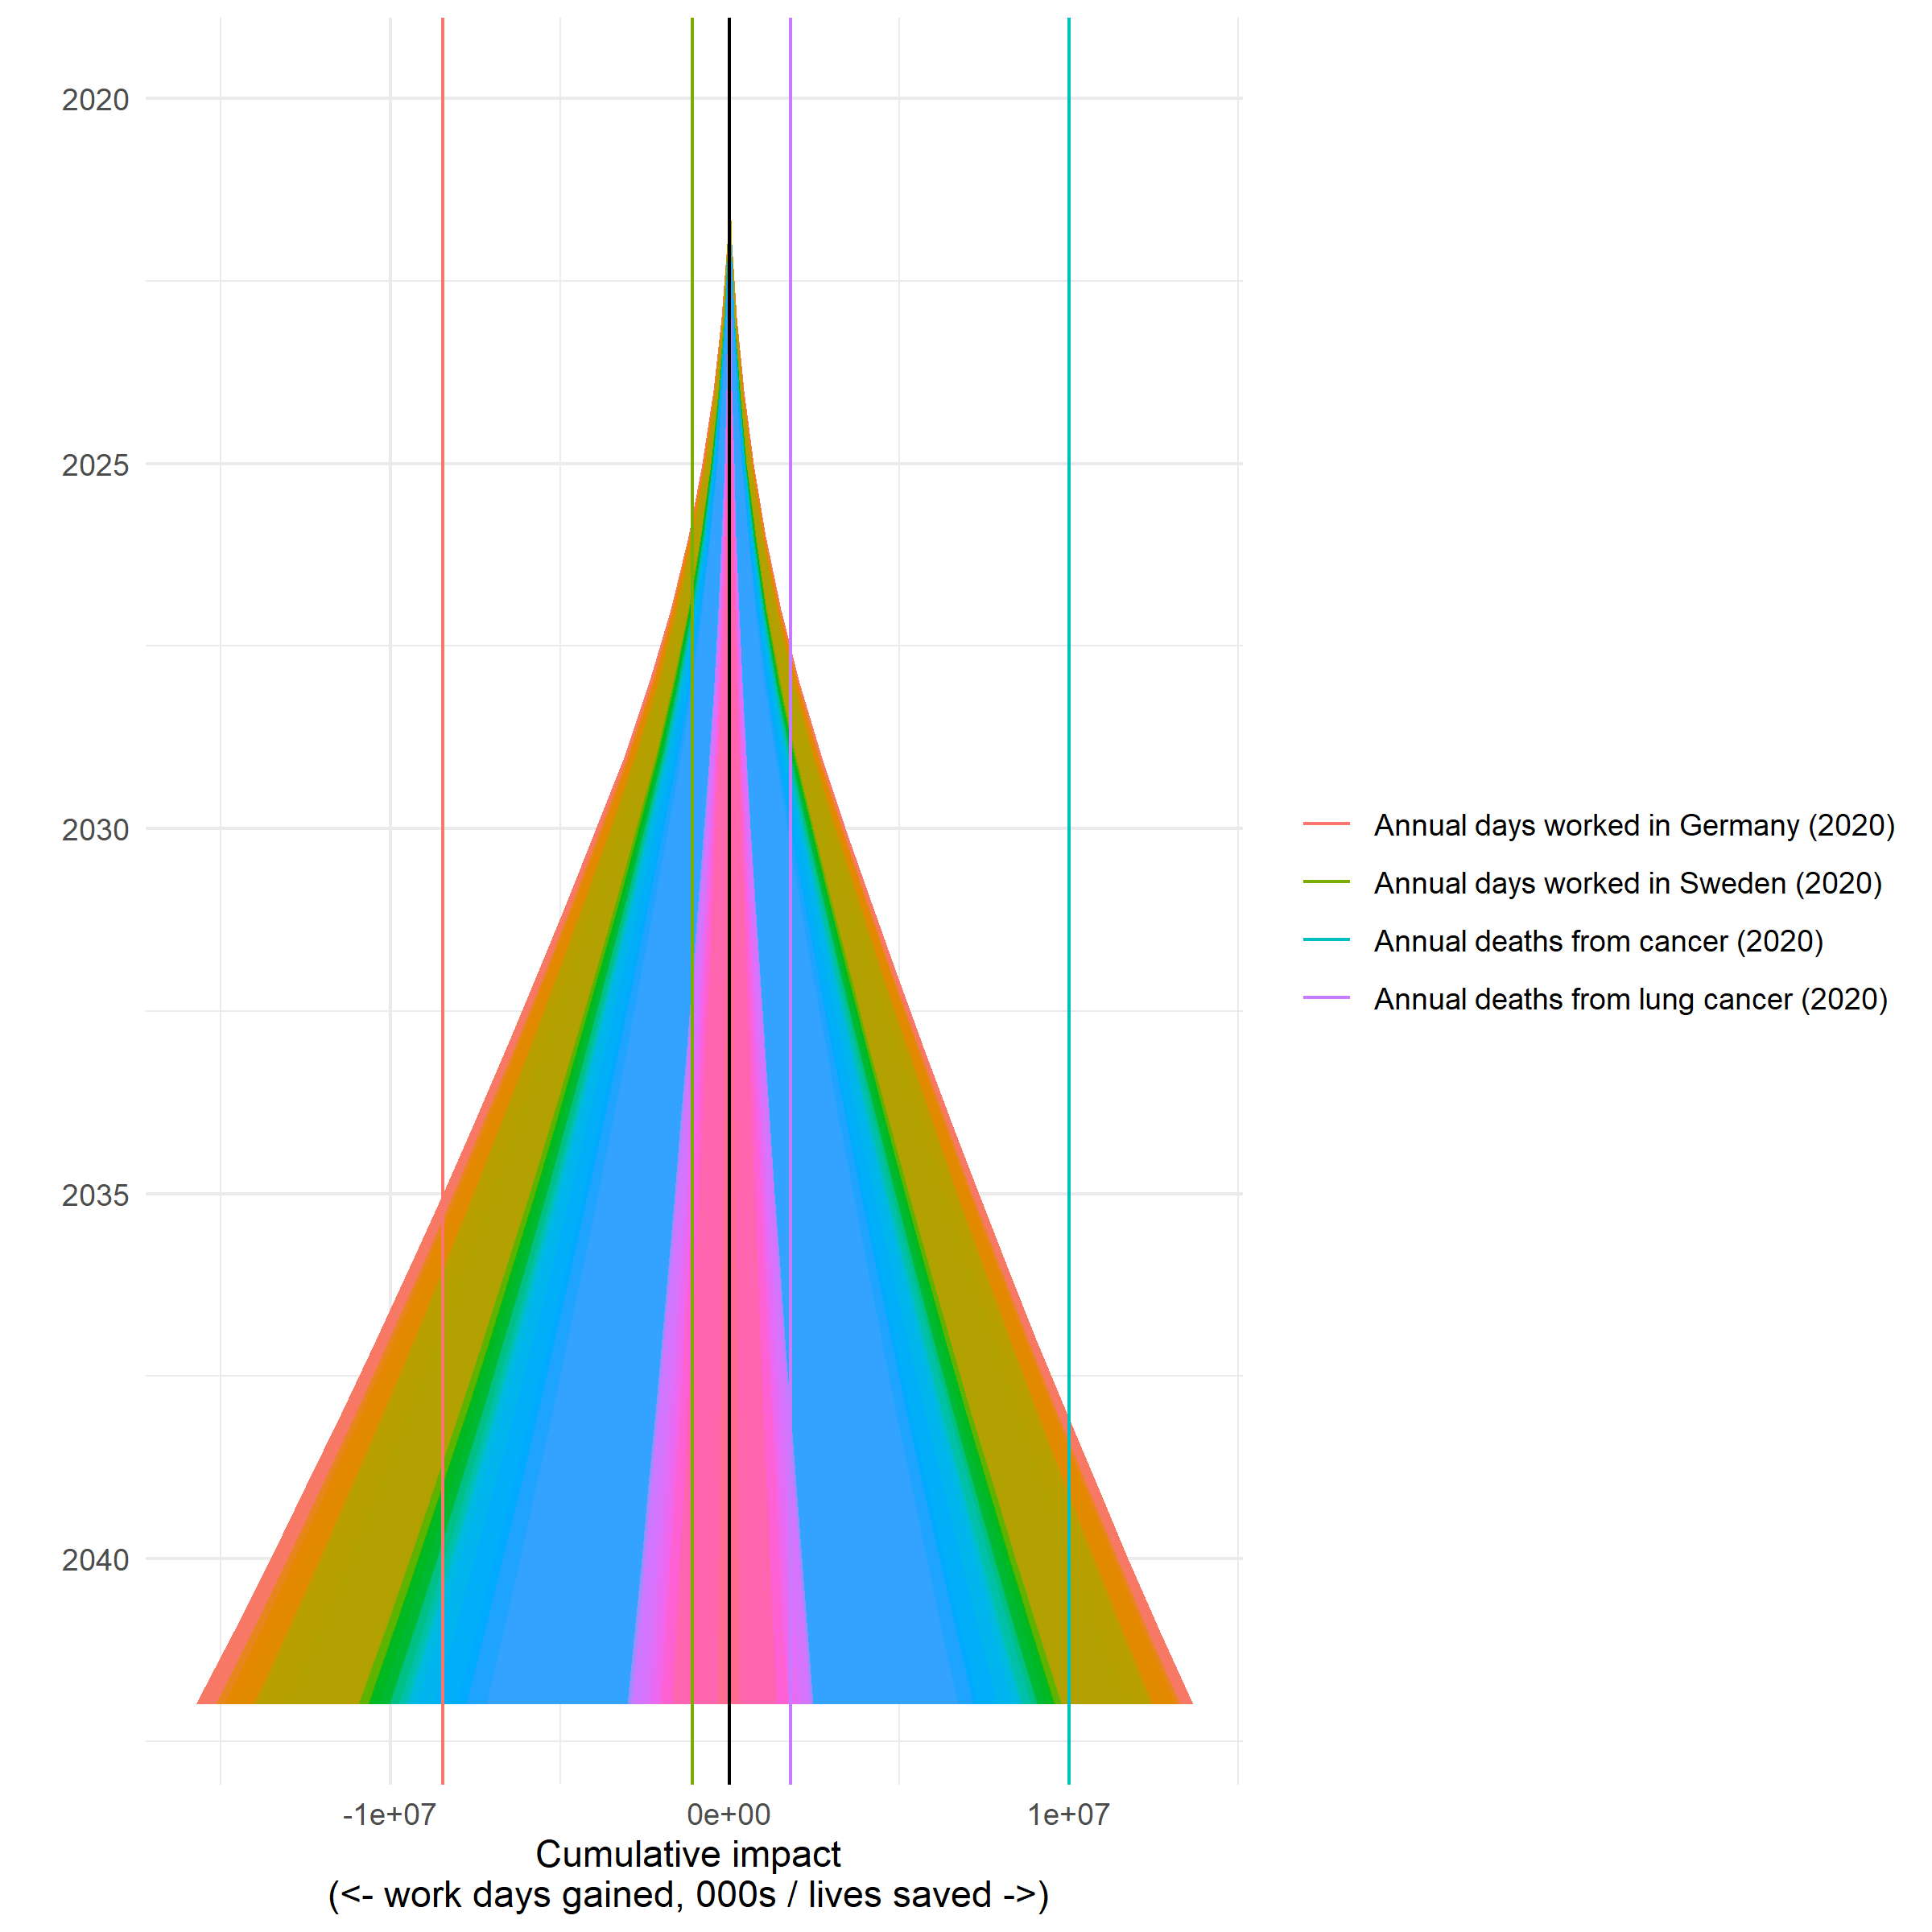 2020
2025
2030
2035
2040
-1e+07
0e+00
1e+07
Cumulative impact
(<- work days gained, 000s / lives saved ->)
Annual days worked in Germany (2020)
Annual days worked in Sweden (2020)
Annual deaths from cancer (2020)
Annual deaths from lung cancer (2020)